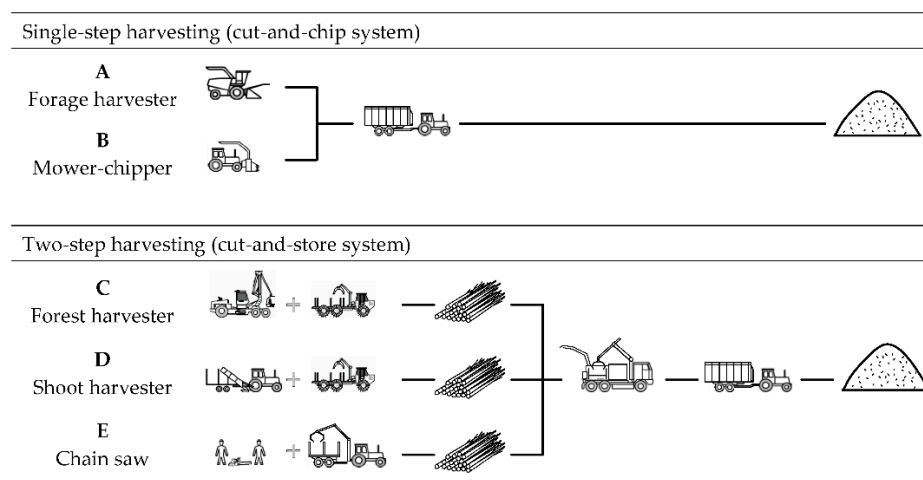 Single-step harvesting (cut-and-chip system)
A
Forage harvester
B
Mower-chipper
Two-step harvesting (cut-and-store system)
C
Forest harvester
+
D
Shoot harvester
+
E
Chain saw
+